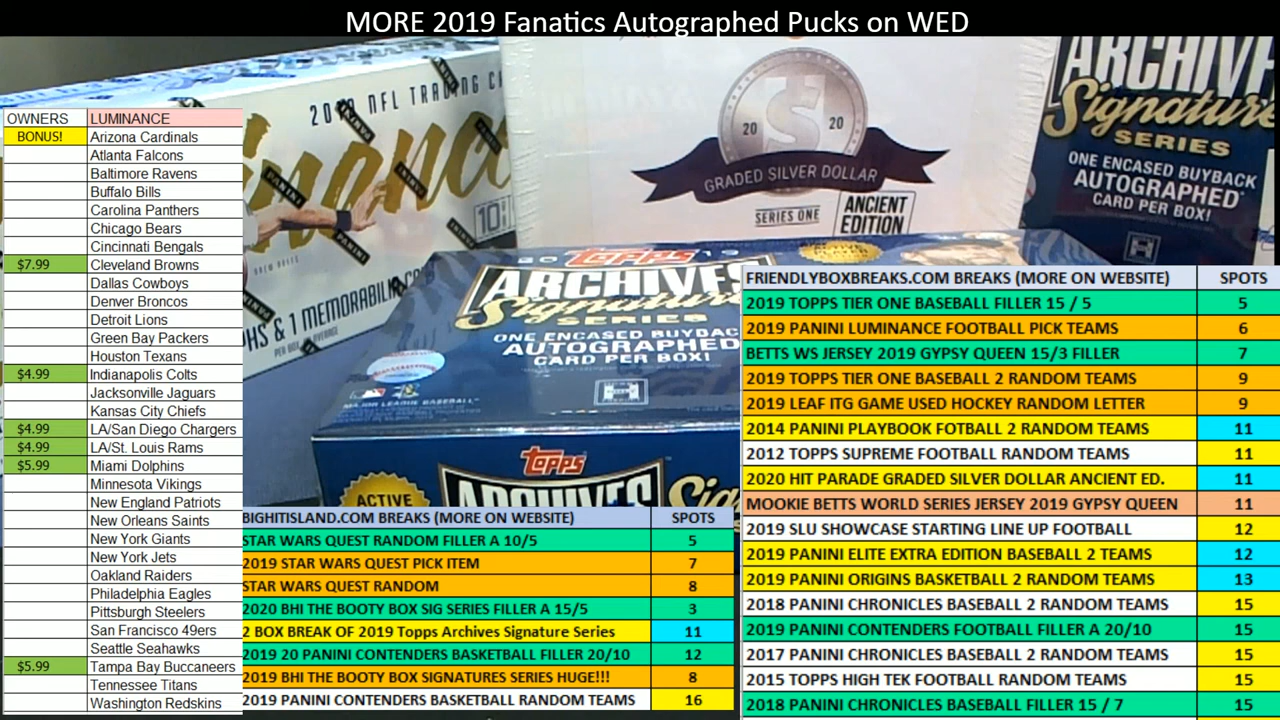 MORE 2019 Fanatics Autographed Pucks on WED
OWNERS LUMINANCE
BONUS! Arizona Cardinals
Atlanta Falcons
Baltimore Ravens
Buffalo Bills
Carolina Panthers
Chicago Bears
Cincinnati Bengals
$7.99 Cleveland Browns
Dallas Cowboys
Denver Broncos
Detroit Lions
Green Bay Packers
Houston Texans
$4.99 Indianapolis Colts
Jacksonville Jaguars
Kansas City Chiefs
$4.99 LA/San Diego Chargers
$4.99 LA/St. Louis Rams
$5.99 Miami Dolphins
Minnesota Vikings
New England Patriots
New Orleans Saints
New York Giants
New York Jets
Oakland Raiders
Philadelphia Eagles
Pittsburgh Steelers
San Francisco 49ers
Seattle Seahawks
$5.99 Tampa Bay Buccaneers
Tennessee Titans
Washington Redskins
NFL TRADING
PANINI
& 1 MEMORABILIA
20 20
GRADED SILVER DOLLAR
SERIES ONE
ANCIENT
EDITION
ARCHIVE
Signature
SERIES
ONE ENCASED BUYBACK
AUTOGRAPHED
CARD PER BOX!
20 TOPPS 19
ARCHIVES
Signature
SERIES
ONE ENCASED BUYBACK
AUTOGRAPHED
CARD PER BOX!
MAJOR LEAGUE BASEBALL
TOPPS
ACTIVE
ARCHIVES
BIGHITISLAND.COM BREAKS (MORE ON WEBSITE) SPOTS
STAR WARS QUEST RANDOM FILLER A 10/5 5
2019 STAR WARS QUEST PICK ITEM 7
STAR WARS QUEST RANDOM 8
2020 BHI THE BOOTY BOX SIG SERIES FILLER A 15/5 3
2 BOX BREAK OF 2019 Topps Archives Signature Series 11
2019 20 PANINI CONTENDERS BASKETBALL FILLER 20/10 12
2019 BHI THE BOOTY BOX SIGNATURES SERIES HUGE!!! 8
2019 PANINI CONTENDERS BASKETBALL RANDOM TEAMS 16
FRIENDLYBOXBREAKS.COM BREAKS (MORE ON WEBSITE) SPOTS
2019 TOPPS TIER ONE BASEBALL FILLER 15 / 5 5
2019 PANINI LUMINANCE FOOTBALL PICK TEAMS 6
BETTS WS JERSEY 2019 GYPSY QUEEN 15/3 FILLER 7
2019 TOPPS TIER ONE BASEBALL 2 RANDOM TEAMS 9
2019 LEAF ITG GAME USED HOCKEY RANDOM LETTER 9
2014 PANINI PLAYBOOK FOTBALL 2 RANDOM TEAMS 11
2012 TOPPS SUPREME FOOTBALL RANDOM TEAMS 11
2020 HIT PARADE GRADED SILVER DOLLAR ANCIENT ED. 11
MOOKIE BETTS WORLD SERIES JERSEY 2019 GYPSY QUEEN 11
2019 SLU SHOWCASE STARTING LINE UP FOOTBALL 12
2019 PANINI ELITE EXTRA EDITION BASEBALL 2 TEAMS 12
2019 PANINI ORIGINS BASKETBALL 2 RANDOM TEAMS 13
2018 PANINI CHRONICLES BASEBALL 2 RANDOM TEAMS 15
2019 PANINI CONTENDERS FOOTBALL FILLER A 20/10 15
2017 PANINI CHRONICLES BASEBALL 2 RANDOM TEAMS 15
2015 TOPPS HIGH TEK FOOTBALL RANDOM TEAMS 15
2018 PANINI CHRONICLES BASEBALL FILLER 15 / 7 15